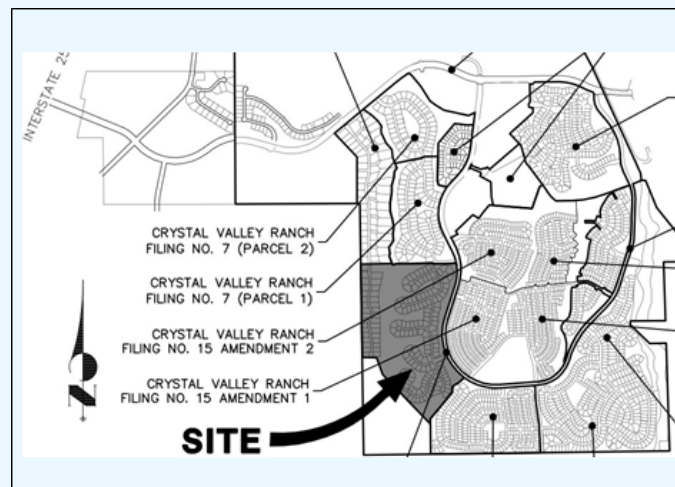 INTERSTATE 25
CRYSTAL VALLEY RANCH
FILING NO. 7 (PARCEL 2)
CRYSTAL VALLEY RANCH
FILING NO. 7 (PARCEL 1)
CRYSTAL VALLEY RANCH
FILING NO. 15 AMENDMENT 2
CRYSTAL VALLEY RANCH
FILING NO. 15 AMENDMENT 1
N
SITE